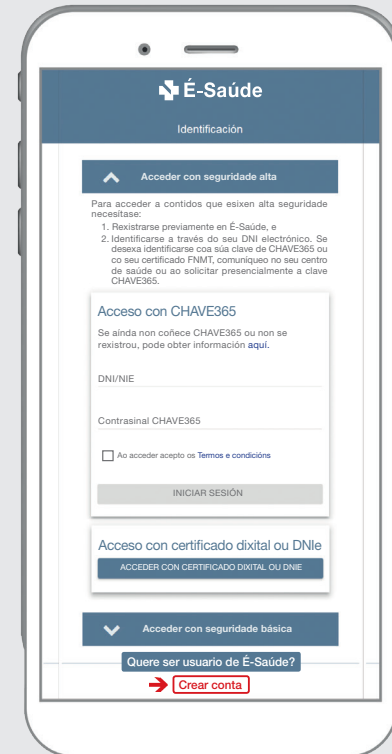 É-Saúde
Identificación
Acceder con seguridade alta
Para acceder a contidos que esixen alta seguridade
necesítase:
1. Rexistrarse previamente en É-Saúde, e
2. Identificarse a través do seu DNI electrónico. Se
desexa identificarse coa súa clave de CHAVE365 ou
co seu certificado FNMT, comuníqueo no seu centro
de saúde ou ao solicitar presencialmente a clave
CHAVE365.
Acceso con CHAVE365
Se aínda non coñece CHAVE365 ou non se
rexistrou, pode obter información aquí.
DNI/NIE
Contrasinal CHAVE365
Ao acceder acepto os Termos e condicións
INICIAR SESIÓN
Acceso con certificado dixital ou DNIe
ACCEDER CON CERTIFICADO DIXITAL OU DNIE
Acceder con seguridade básica
Quere ser usuario de É-Saúde?
Crear conta